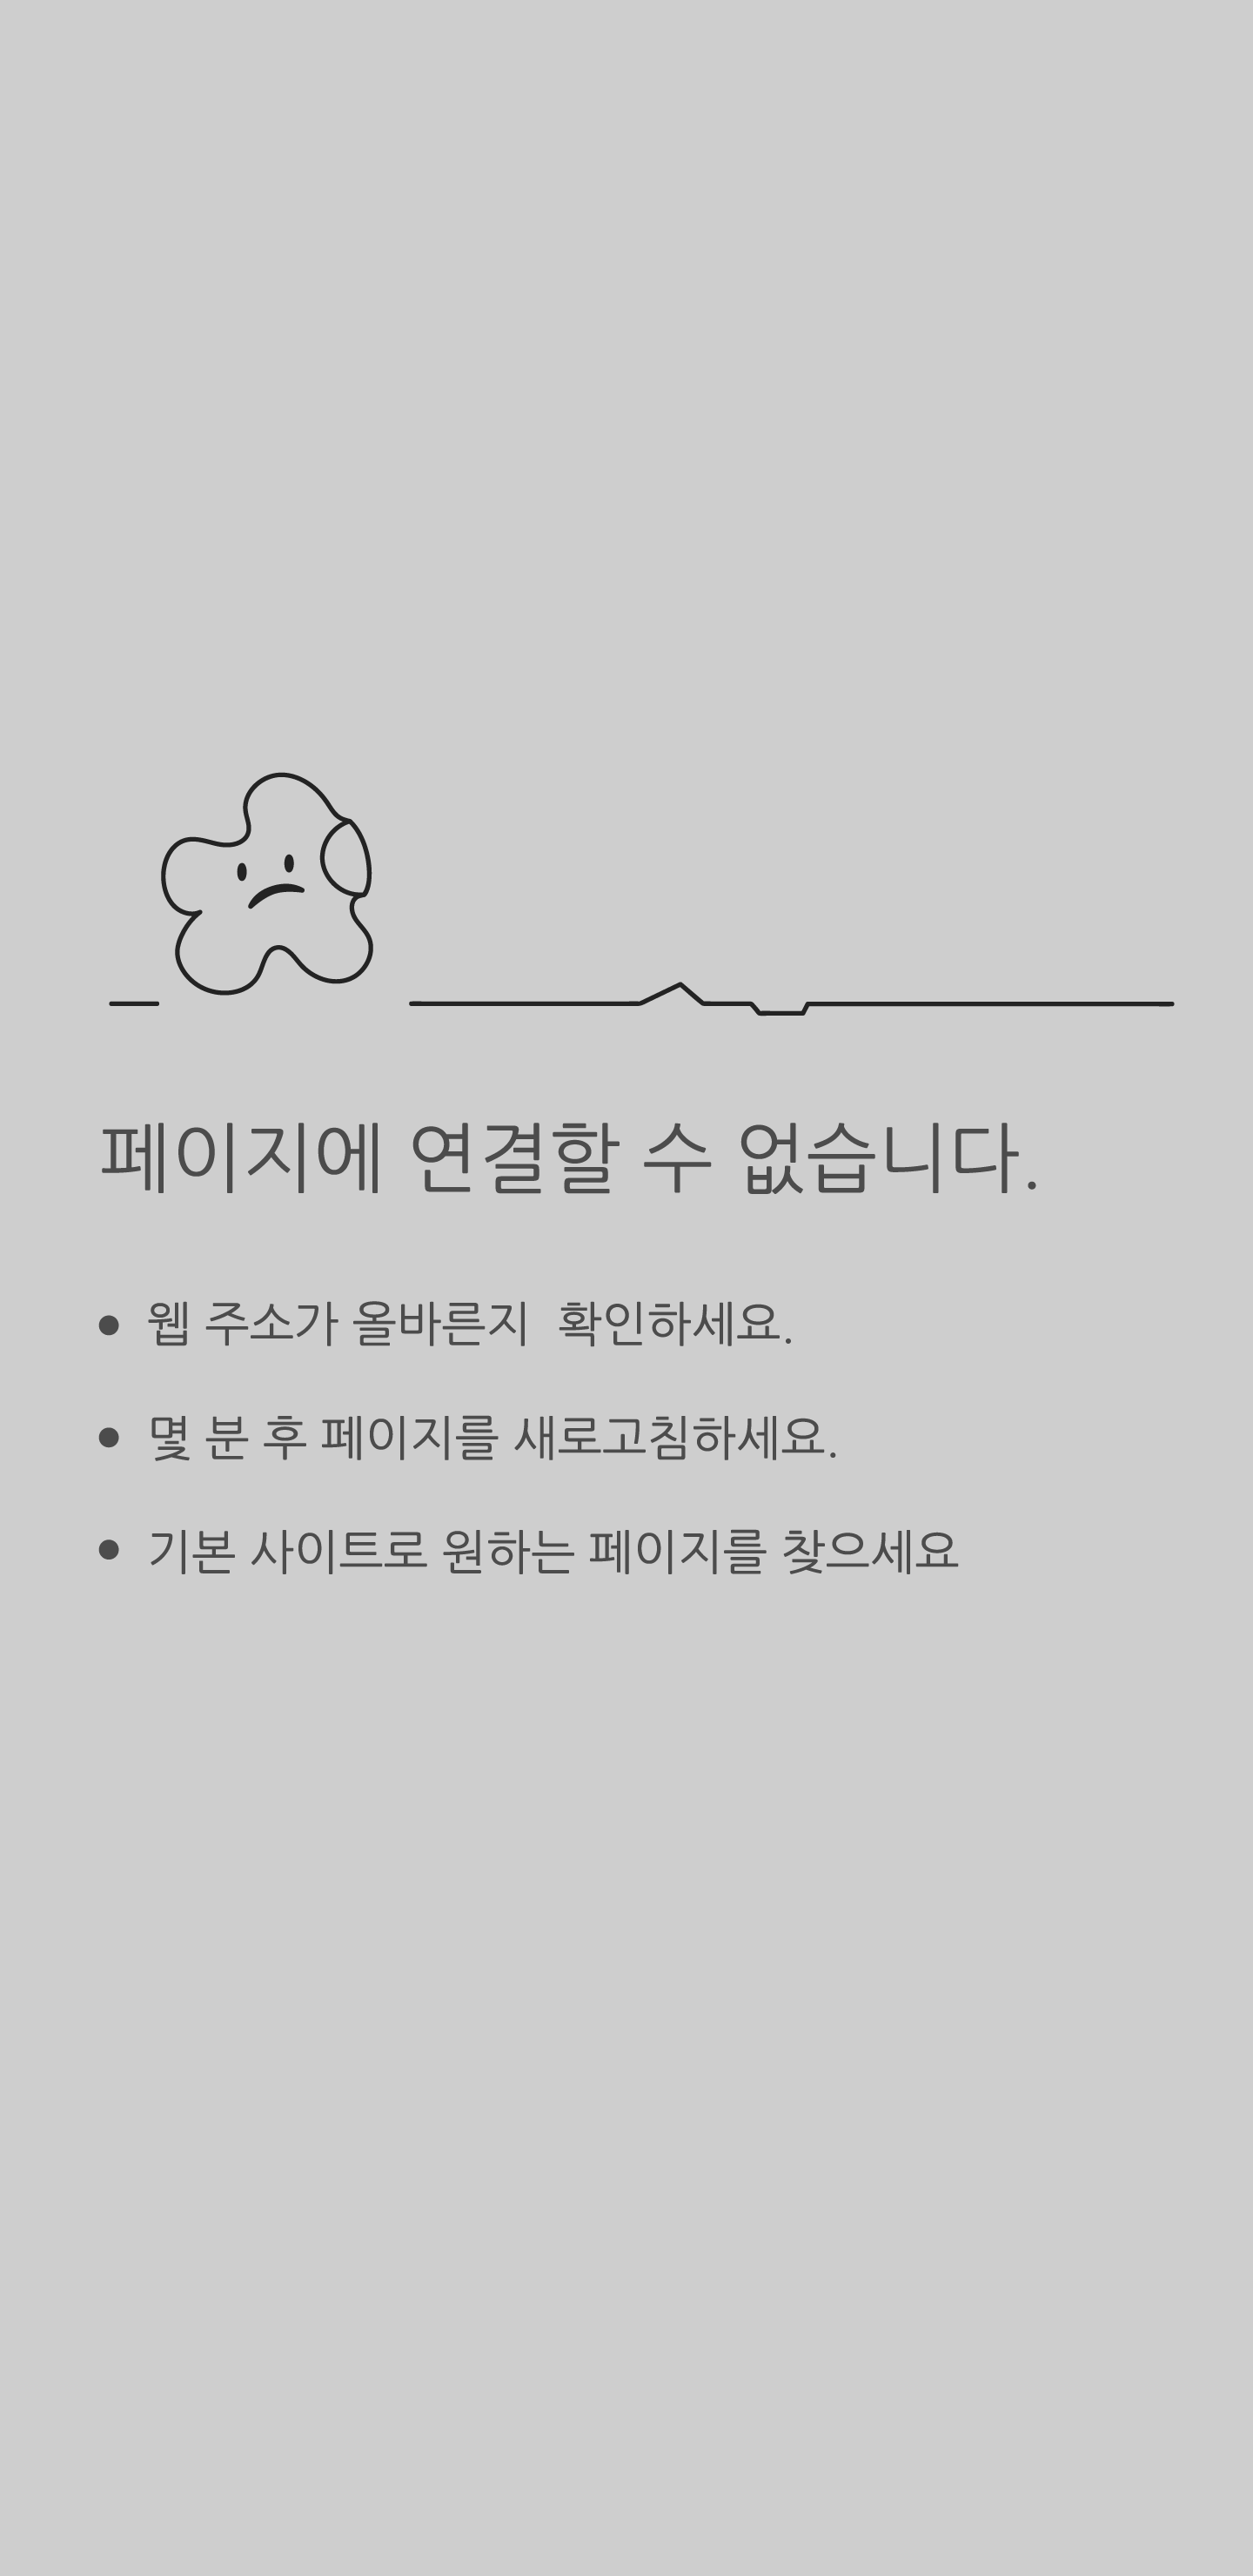 페이지에 연결할 수 없습니다.
웹 주소가 올바른지 확인하세요.
몇 분 후 페이지를 새로고침하세요.
기본 사이트로 원하는 페이지를 찾으세요